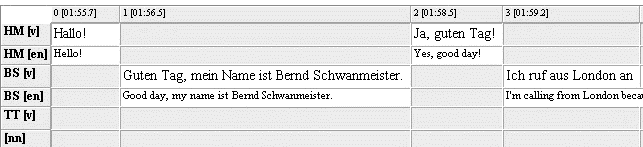 0 [01:55.7] 1 [01:56.5] 2 [01:58.5] 3 [01:59.2]
HM [v] Hallo! Ja, guten Tag!
HM [en] Hello! Yes, good day!
BS [v] Guten Tag, mein Name ist Bernd Schwanmeister. Ich ruf aus London an
BS [en] Good day, my name is Bernd Schwanmeister. I'm calling from London beca
TT [v]
[nn]